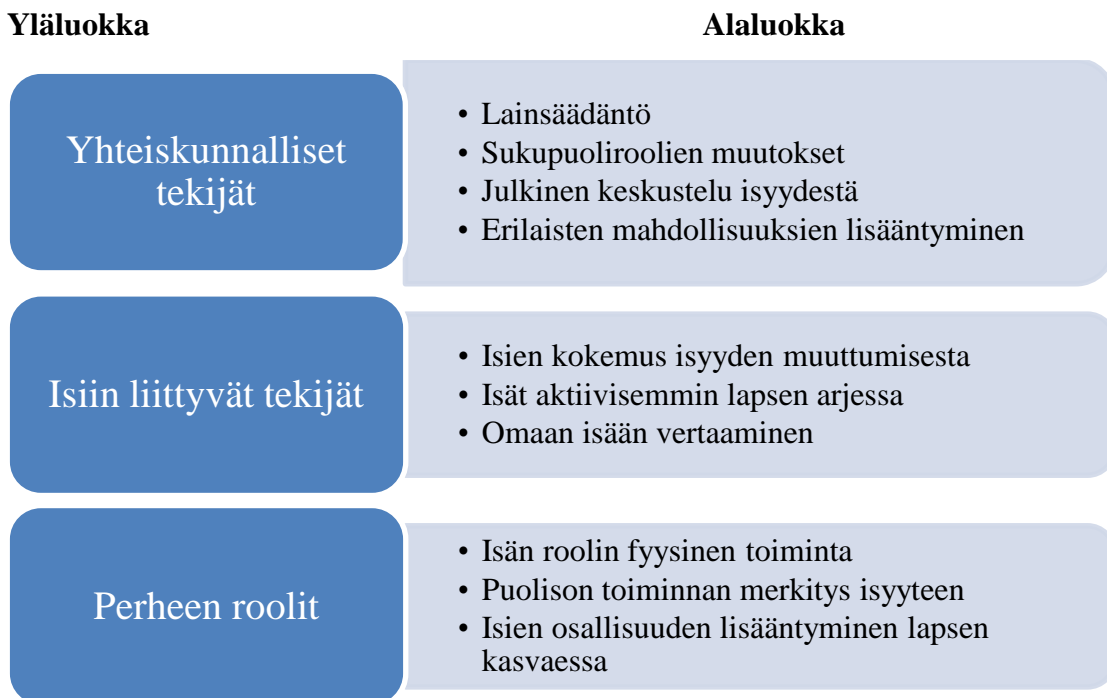 Yläluokka
Alaluokka
Yhteiskunnalliset
tekijät
• Lainsäädäntö
• Sukupuoliroolien muutokset
• Julkinen keskustelu isyydestä
• Erilaisten mahdollisuuksien lisääntyminen
Isiin liittyvät tekijät
• Isien kokemus isyyden muuttumisesta
• Isät aktiivisemmin lapsen arjessa
• Omaan isään vertaaminen
Perheen roolit
• Isän roolin fyysinen toiminta
• Puolison toiminnan merkitys isyyteen
• Isien osallisuuden lisääntyminen lapsen
kasvaessa